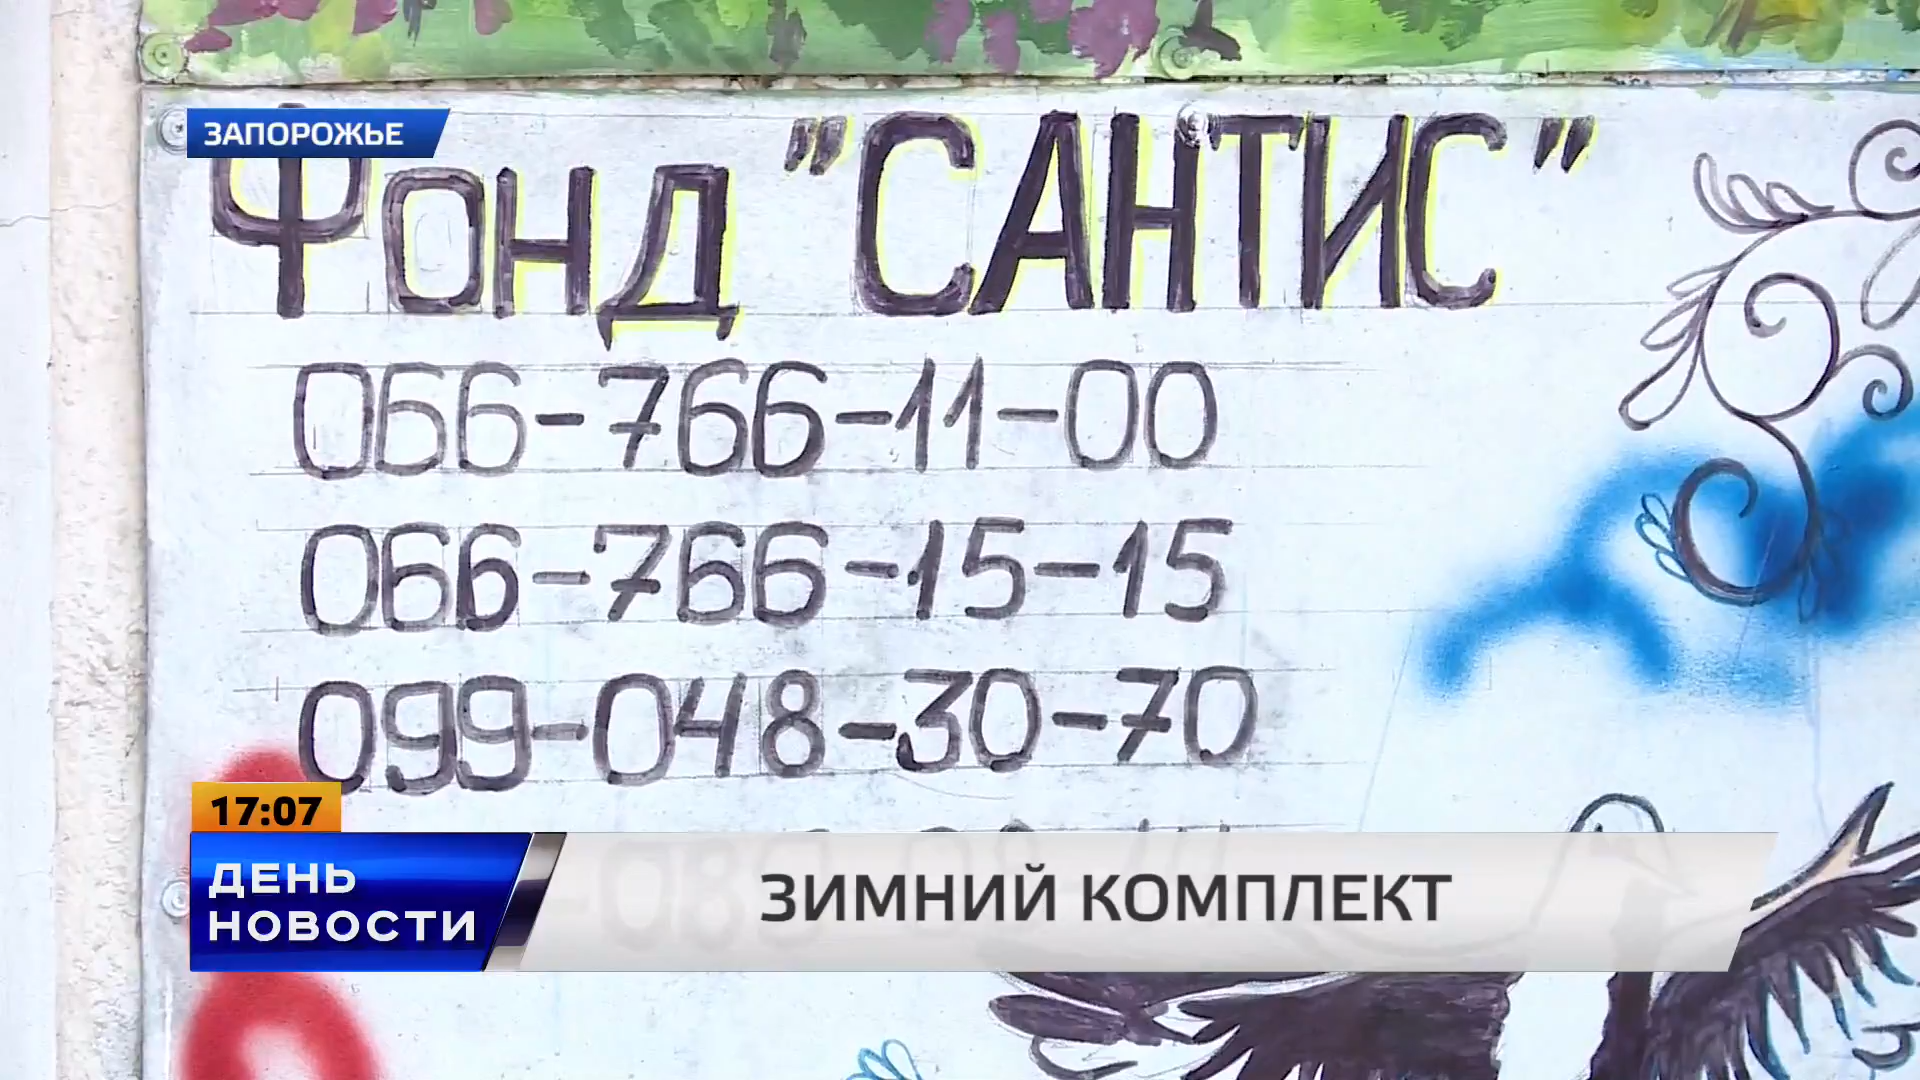 ЗАПОРОЖЬЕ
Фонд "САНТИС"
066-766-11-00
066-766-15-15
099-048-30-70
17:07
ДЕНЬ
НОВОСТИ
ЗИМНИЙ КОМПЛЕКТ